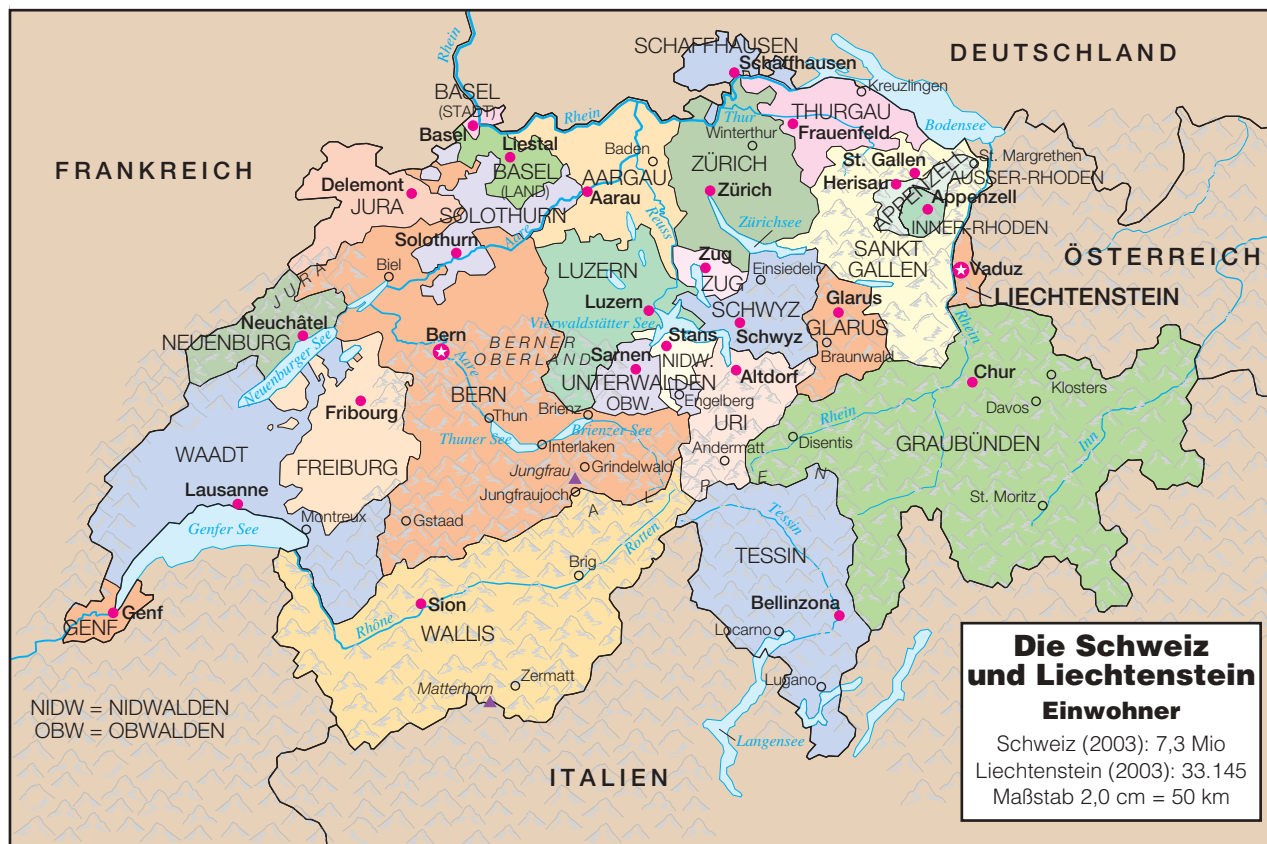 DEUTSCHLAND
FRANKREICH
ÖSTERREICH
ITALIEN
LIECHTENSTEIN
Vaduz
SCHAFFHAUSEN
Schaffhausen
Rhein
BASEL
(STADT)
Basel
Liestal
BASEL
(LAND)
Rhein
Thur
THURGAU
Kreuzlingen
Frauenfeld
Bodensee
Winterthur
ZÜRICH
Zürich
Zürichsee
Baden
AARGAU
Aarau
Reuss
Delemont
JURA
SOLOTHURN
Solothurn
Aare
St. Gallen
Herisau
APPENZELL
St. Margrethen
AUSSER-RHODEN
Appenzell
INNER-RHODEN
SANKT
GALLEN
Rhein
Biel
JURA
Neuchâtel
NEUENBURG
Neuenburger See
LUZERN
Luzern
Vierwaldstätter See
Zug
ZUG
Einsiedeln
SCHWYZ
Schwyz
Glarus
GLARUS
Braunwald
Bern
Aare
BERNER
OBERLAND
BERN
Stans
NIDW.
Sarnen
UNTERWALDEN
OBW.
Engelberg
Altdorf
URI
Andermatt
Chur
Klosters
Davos
Rhein
Disentis
GRAUBÜNDEN
Inn
St. Moritz
Fribourg
FREIBURG
Thun
Thuner See
Brienz
Brienzer See
Interlaken
Grindelwald
Jungfrau
Jungfraujoch
Gstaad
ALPEN
WAADT
Lausanne
Genfer See
Montreux
Genf
GENF
Rotten
Brig
Sion
Rhône
WALLIS
Zermatt
Matterhorn
Tessin
TESSIN
Bellinzona
Locarno
Lugano
Langensee
NIDW = NIDWALDEN
OBW = OBWALDEN
Die Schweiz
und Liechtenstein
Einwohner
Schweiz (2003): 7,3 Mio
Liechtenstein (2003): 33.145
Maßstab 2,0 cm = 50 km